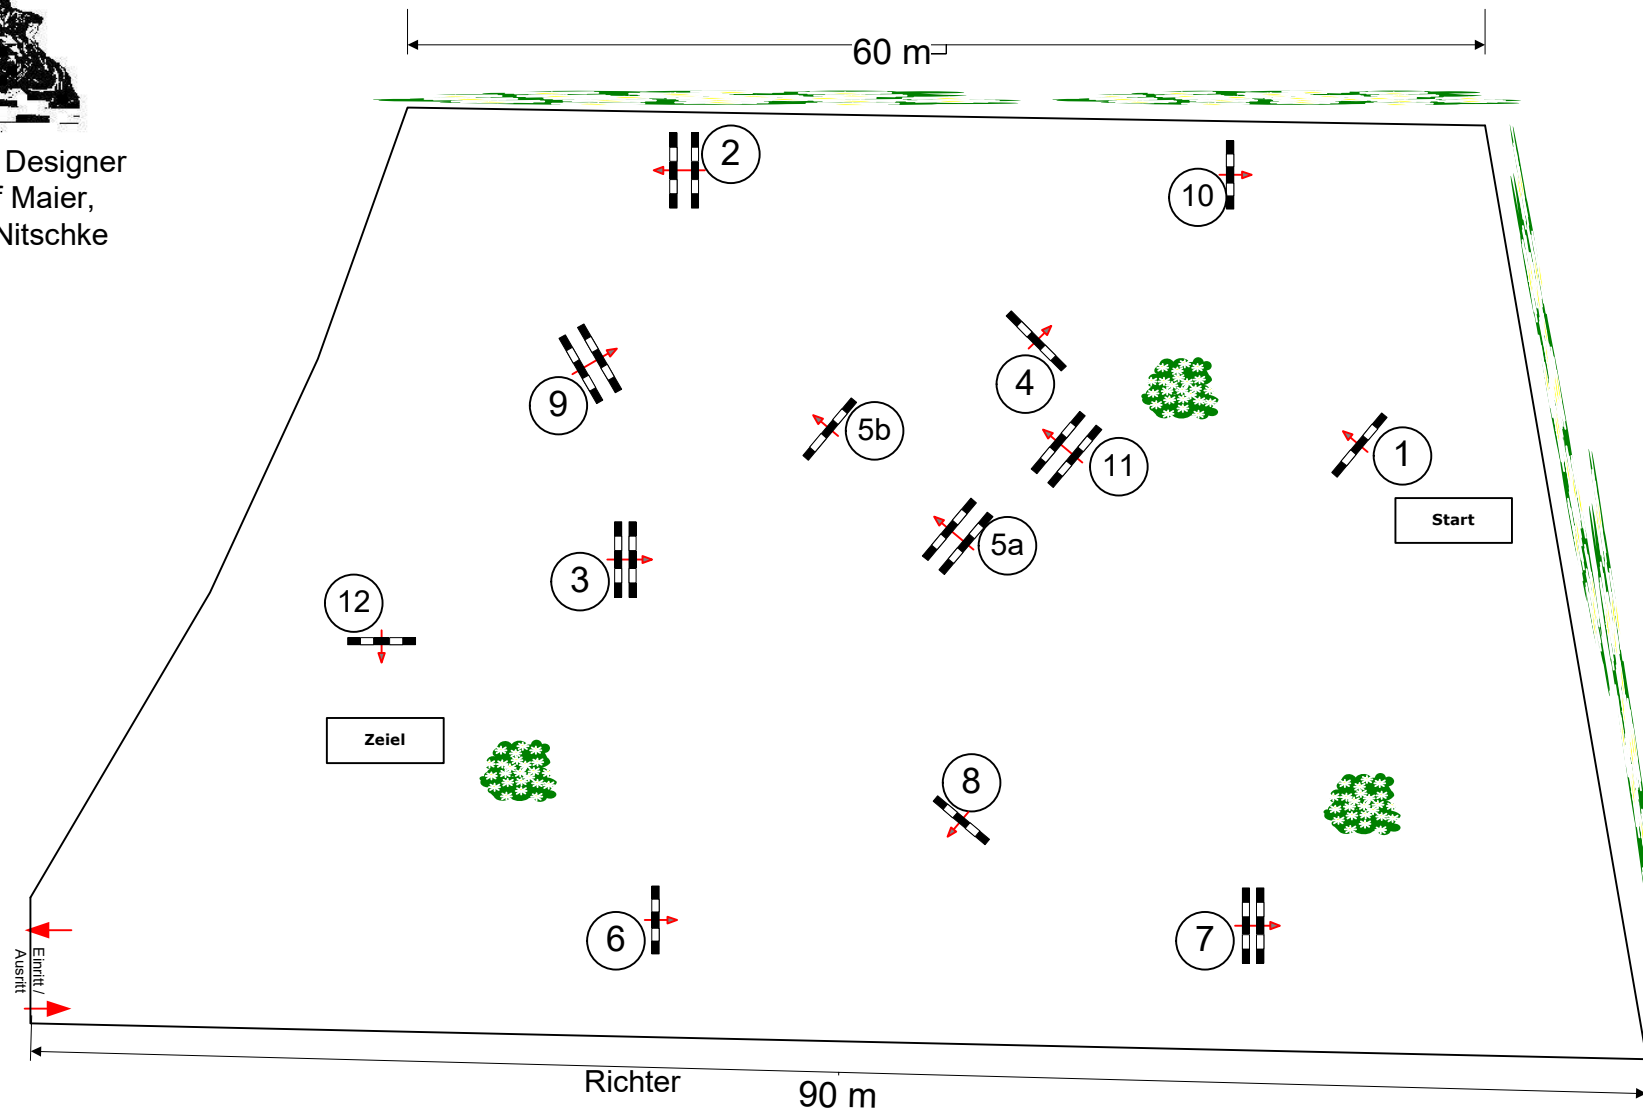 60 m
Designer
Maier,
Nitschke
2
10
4
9
5b
11
1
Start
5a
3
12
Zeiel
8
6
7
Einritt /
Ausritt
Richter
90 m